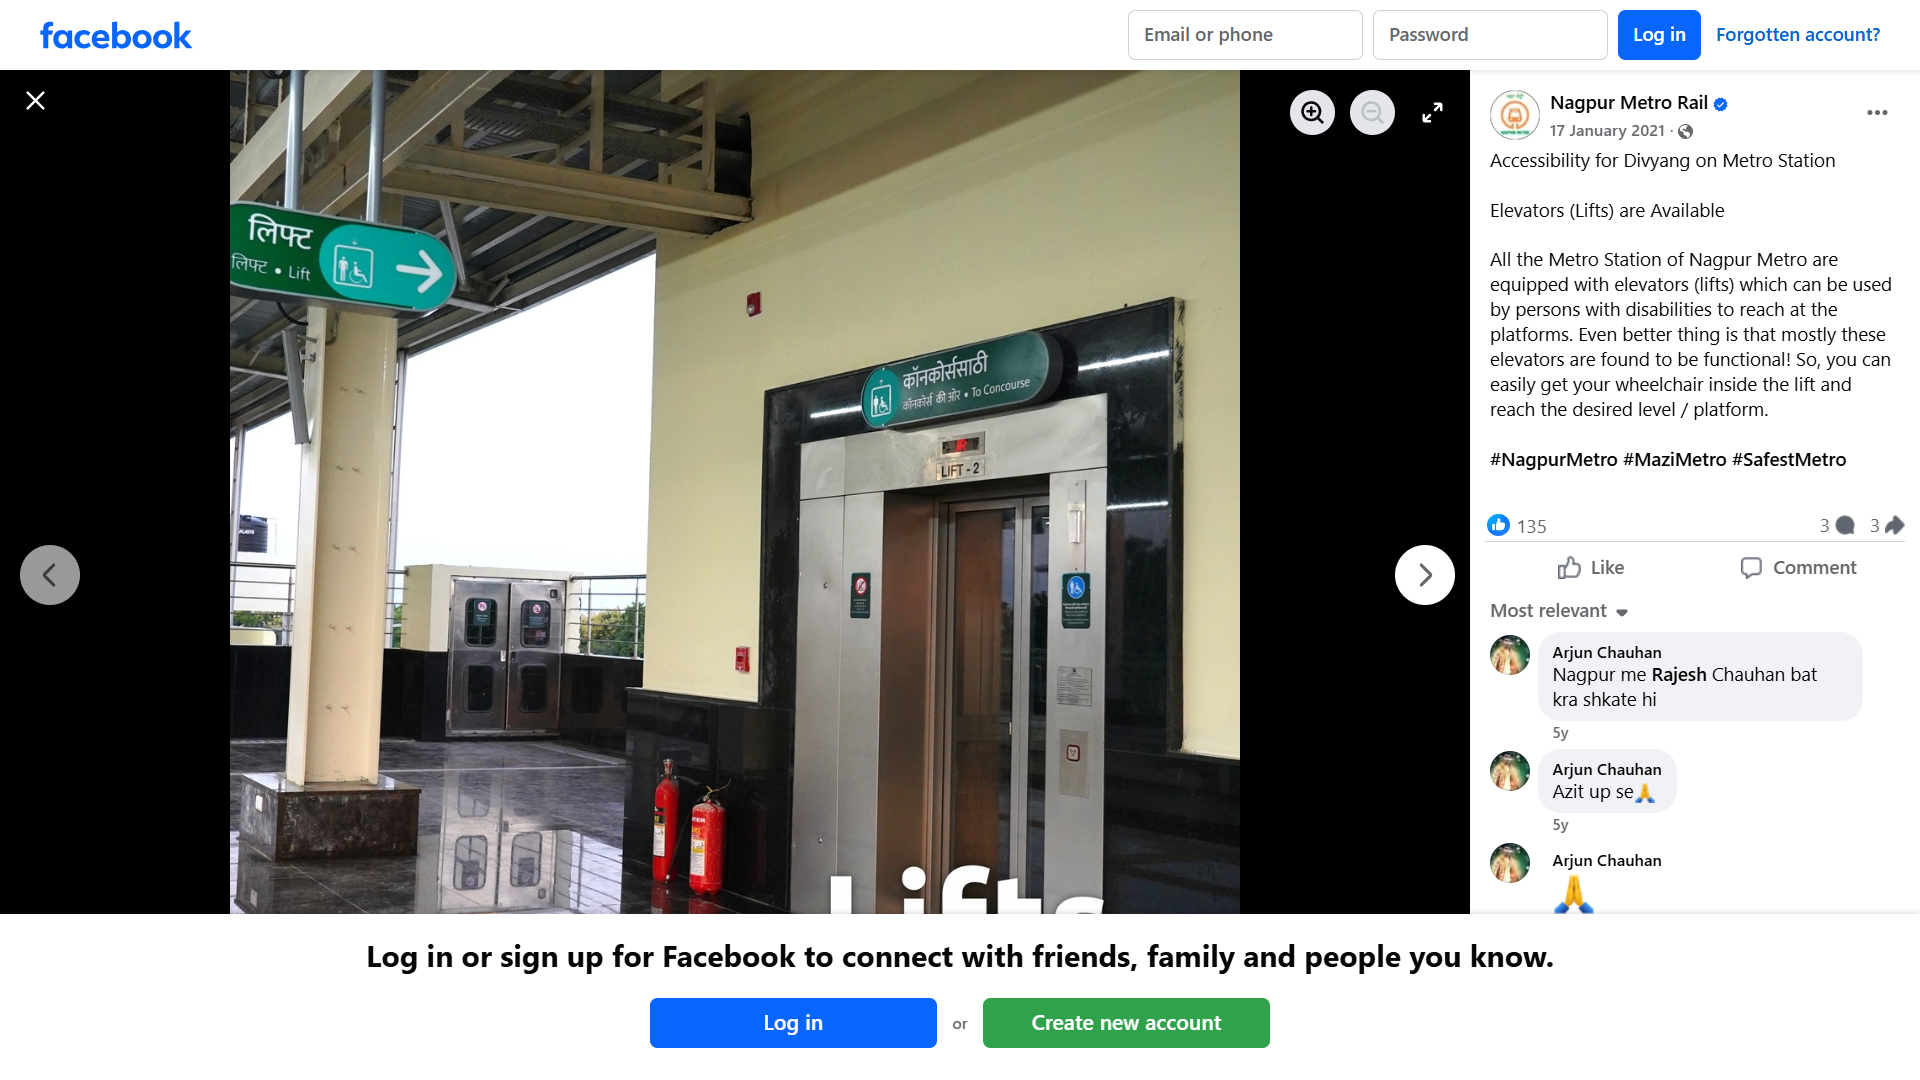 facebook
Email or phone
Password
Log in
Forgotten account?
लिफ्ट
लिफ्ट • Lift
कॉनकोर्ससाठी
कॉनकोर्स की ओर • To Concourse
LIFT - 2
Lifts
Nagpur Metro Rail
17 January 2021 ·
Accessibility for Divyang on Metro Station
Elevators (Lifts) are Available
All the Metro Station of Nagpur Metro are
equipped with elevators (lifts) which can be used
by persons with disabilities to reach at the
platforms. Even better thing is that mostly these
elevators are found to be functional! So, you can
easily get your wheelchair inside the lift and
reach the desired level / platform.
#NagpurMetro #MaziMetro #SafestMetro
135
3
3
Like
Comment
Most relevant
Arjun Chauhan
Nagpur me Rajesh Chauhan bat
kra shkate hi
5y
Arjun Chauhan
Azit up se🙏
5y
Arjun Chauhan
🙏
Log in or sign up for Facebook to connect with friends, family and people you know.
Log in
or
Create new account